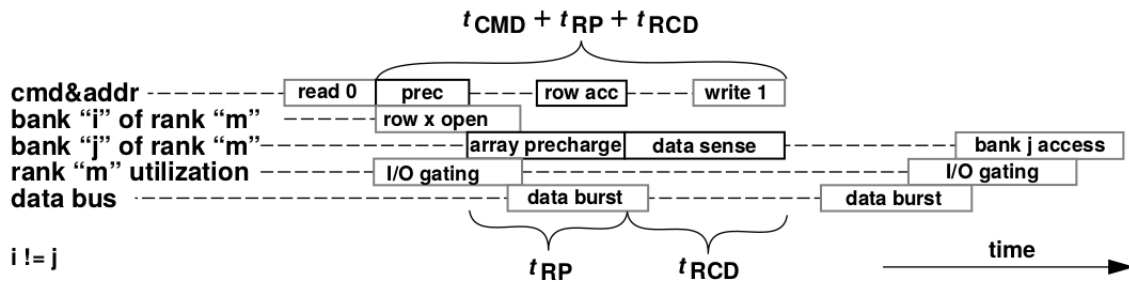 tCMD + tRP + tRCD
cmd&addr read 0 prec row acc write 1
bank “i” of rank “m” row x open
bank “j” of rank “m” array precharge data sense bank j access
rank “m” utilization I/O gating I/O gating
data bus data burst data burst
i != j tRP tRCD time